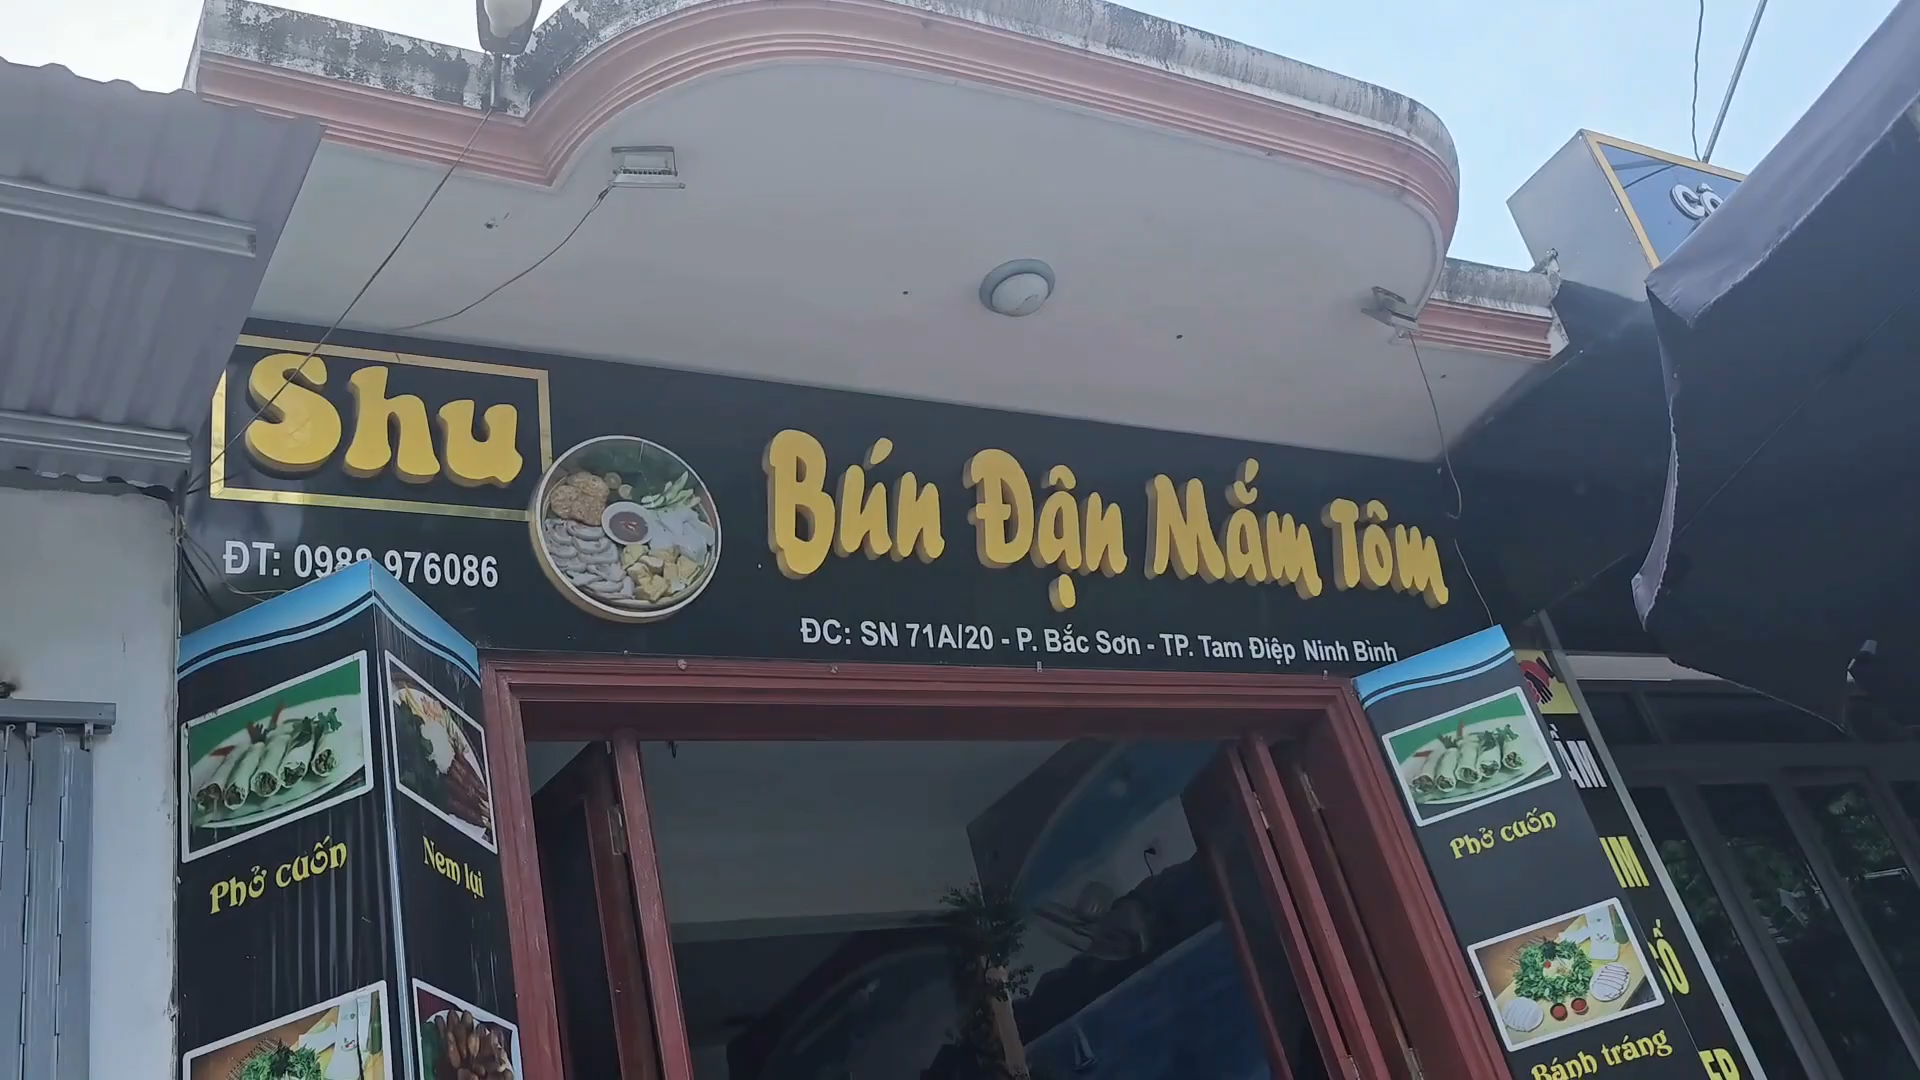 Shu
Bún Đậu Mắm Tôm
ĐT: 0988 976086
ĐC: SN 71A/20 - P. Bắc Sơn - TP. Tam Điệp Ninh Bình
Phở cuốn
Nem lụi
Phở cuốn
Bánh tráng